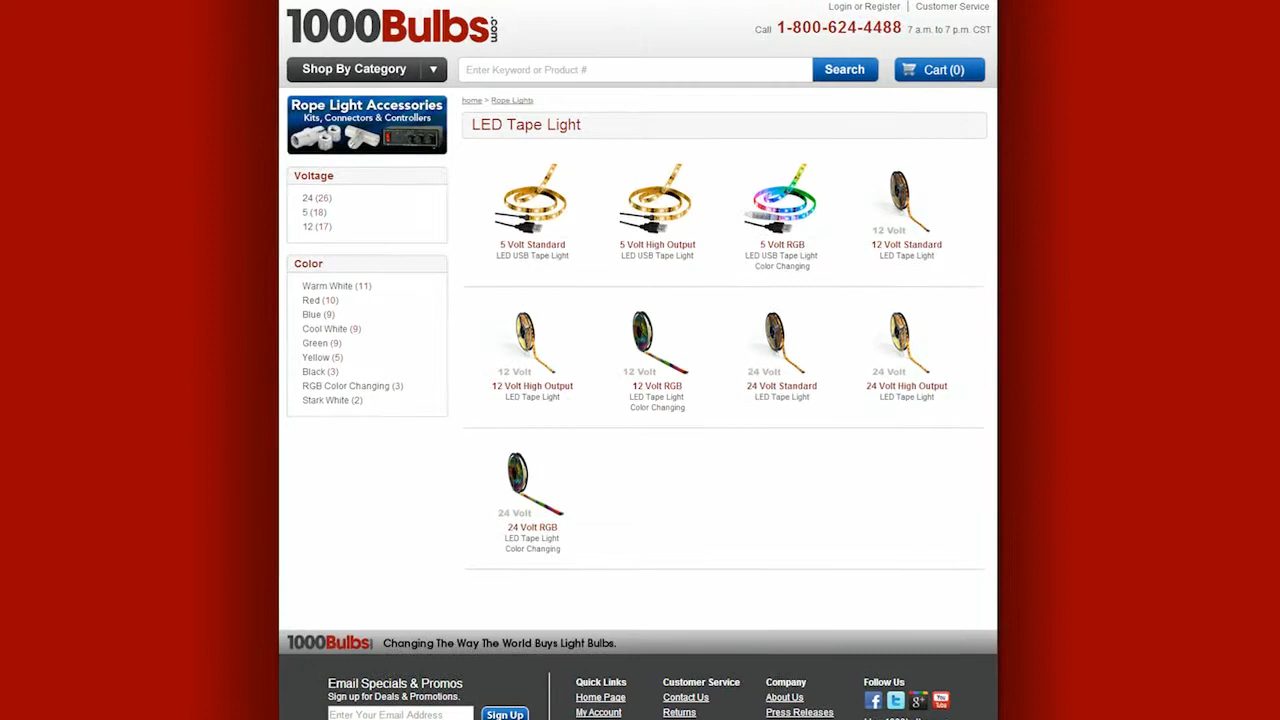 Login or Register | Customer Service
1000Bulbs.com
Call 1-800-624-4488 7 a.m. to 7 p.m. CST
Shop By Category ▼
Enter Keyword or Product #
Search
Cart (0)
Rope Light Accessories
Kits, Connectors & Controllers
home > Rope Lights
LED Tape Light
Voltage
24 (26)
5 (18)
12 (17)
Color
Warm White (11)
Red (10)
Blue (9)
Cool White (9)
Green (9)
Yellow (5)
Black (3)
RGB Color Changing (3)
Stark White (2)
5 Volt Standard
LED USB Tape Light
5 Volt High Output
LED USB Tape Light
5 Volt RGB
LED USB Tape Light
Color Changing
12 Volt
12 Volt Standard
LED Tape Light
12 Volt
12 Volt High Output
LED Tape Light
12 Volt
12 Volt RGB
LED Tape Light
Color Changing
24 Volt
24 Volt Standard
LED Tape Light
24 Volt
24 Volt High Output
LED Tape Light
24 Volt
24 Volt RGB
LED Tape Light
Color Changing
1000Bulbs.com Changing The Way The World Buys Light Bulbs.
Email Specials & Promos
Sign up for Deals & Promotions.
Enter Your Email Address
Sign Up
Quick Links
Home Page
My Account
Customer Service
Contact Us
Returns
Company
About Us
Press Releases
Follow Us